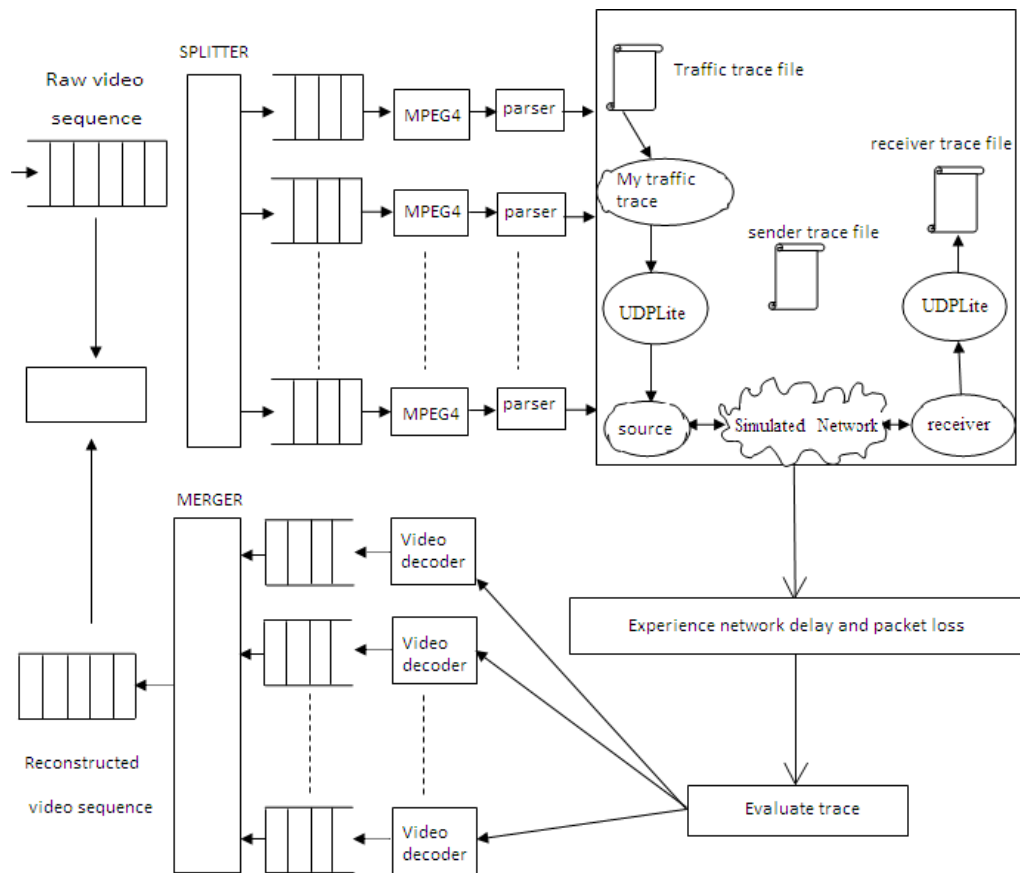 SPLITTER
Raw video
sequence
MPEG4
parser
Traffic trace file
receiver trace file
My traffic
trace
MPEG4
parser
sender trace file
UDPLite
UDPLite
MPEG4
parser
source
Simulated Network
receiver
MERGER
Video
decoder
Experience network delay and packet loss
Video
decoder
Reconstructed
video sequence
Evaluate trace
Video
decoder